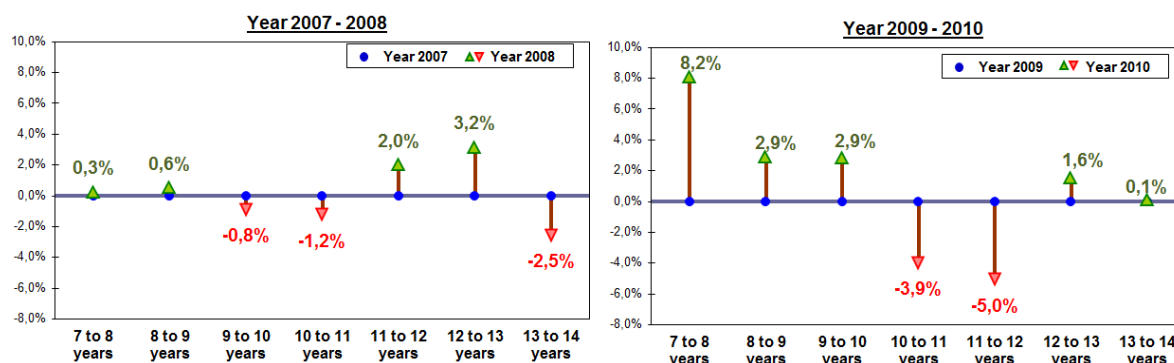 Year 2007 - 2008
10,0%
8,0%
6,0%
4,0%
2,0%
0,0%
-2,0%
-4,0%
-6,0%
-8,0%
Year 2007 Year 2008
0,3%
0,6%
-0,8%
-1,2%
2,0%
3,2%
-2,5%
7 to 8 years
8 to 9 years
9 to 10 years
10 to 11 years
11 to 12 years
12 to 13 years
13 to 14 years
Year 2009 - 2010
10,0%
8,0%
6,0%
4,0%
2,0%
0,0%
-2,0%
-4,0%
-6,0%
-8,0%
Year 2009 Year 2010
8,2%
2,9%
2,9%
-3,9%
-5,0%
1,6%
0,1%
7 to 8 years
8 to 9 years
9 to 10 years
10 to 11 years
11 to 12 years
12 to 13 years
13 to 14 years